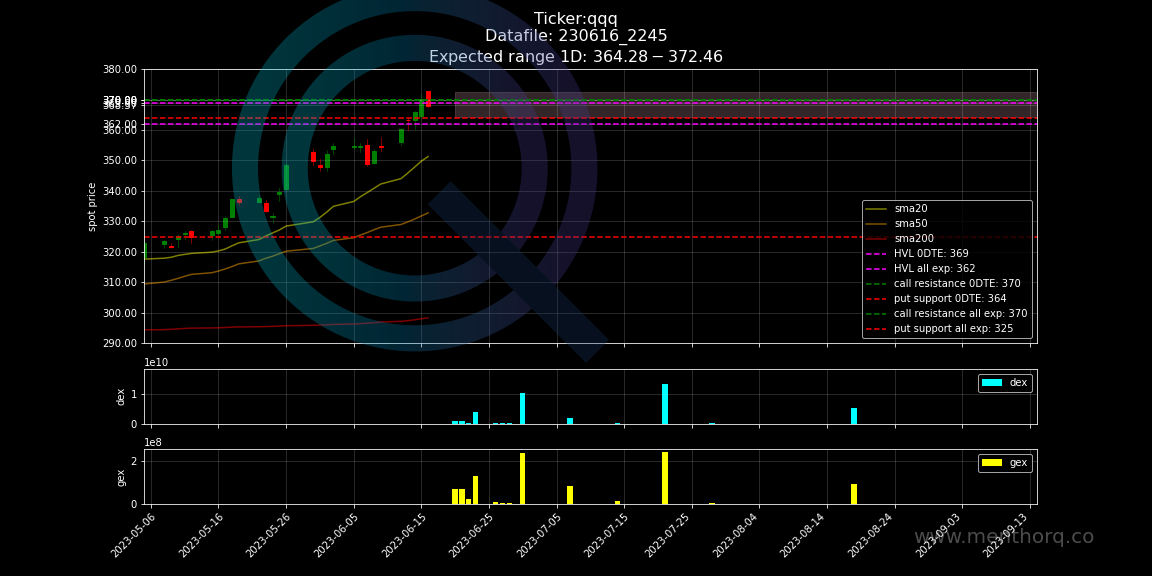 Ticker:qqq
Datafile: 230616_2245
Expected range 1D: 364.28 − 372.46
380.00
370.00
362.00
360.00
350.00
340.00
330.00
320.00
310.00
300.00
290.00
spot price
sma20
sma50
sma200
HVL 0DTE: 369
HVL all exp: 362
call resistance 0DTE: 370
put support 0DTE: 364
call resistance all exp: 370
put support all exp: 325
1e10
1
0
dex
dex
1e8
2
0
gex
gex
2023-05-06
2023-05-16
2023-05-26
2023-06-05
2023-06-15
2023-06-25
2023-07-05
2023-07-15
2023-07-25
2023-08-04
2023-08-14
2023-08-24
2023-09-03
2023-09-13
www.menthorq.co